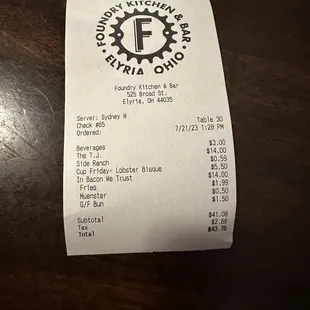 FOUNDRY KITCHEN & BAR
F
ELYRIA OHIO
Foundry Kitchen & Bar
525 Broad St.
Elyria, OH 44035
Server: Sydney W
Check #65 Table 30
Ordered: 7/21/23 1:28 PM
Beverages $3.00
The T.J. $14.00
Side Ranch $0.59
Cup Friday- Lobster Bisque $5.50
In Bacon We Trust $14.00
Fries $1.99
Muenster $0.50
G/F Bun $1.50
Subtotal $41.08
Tax $2.68
Total $43.76